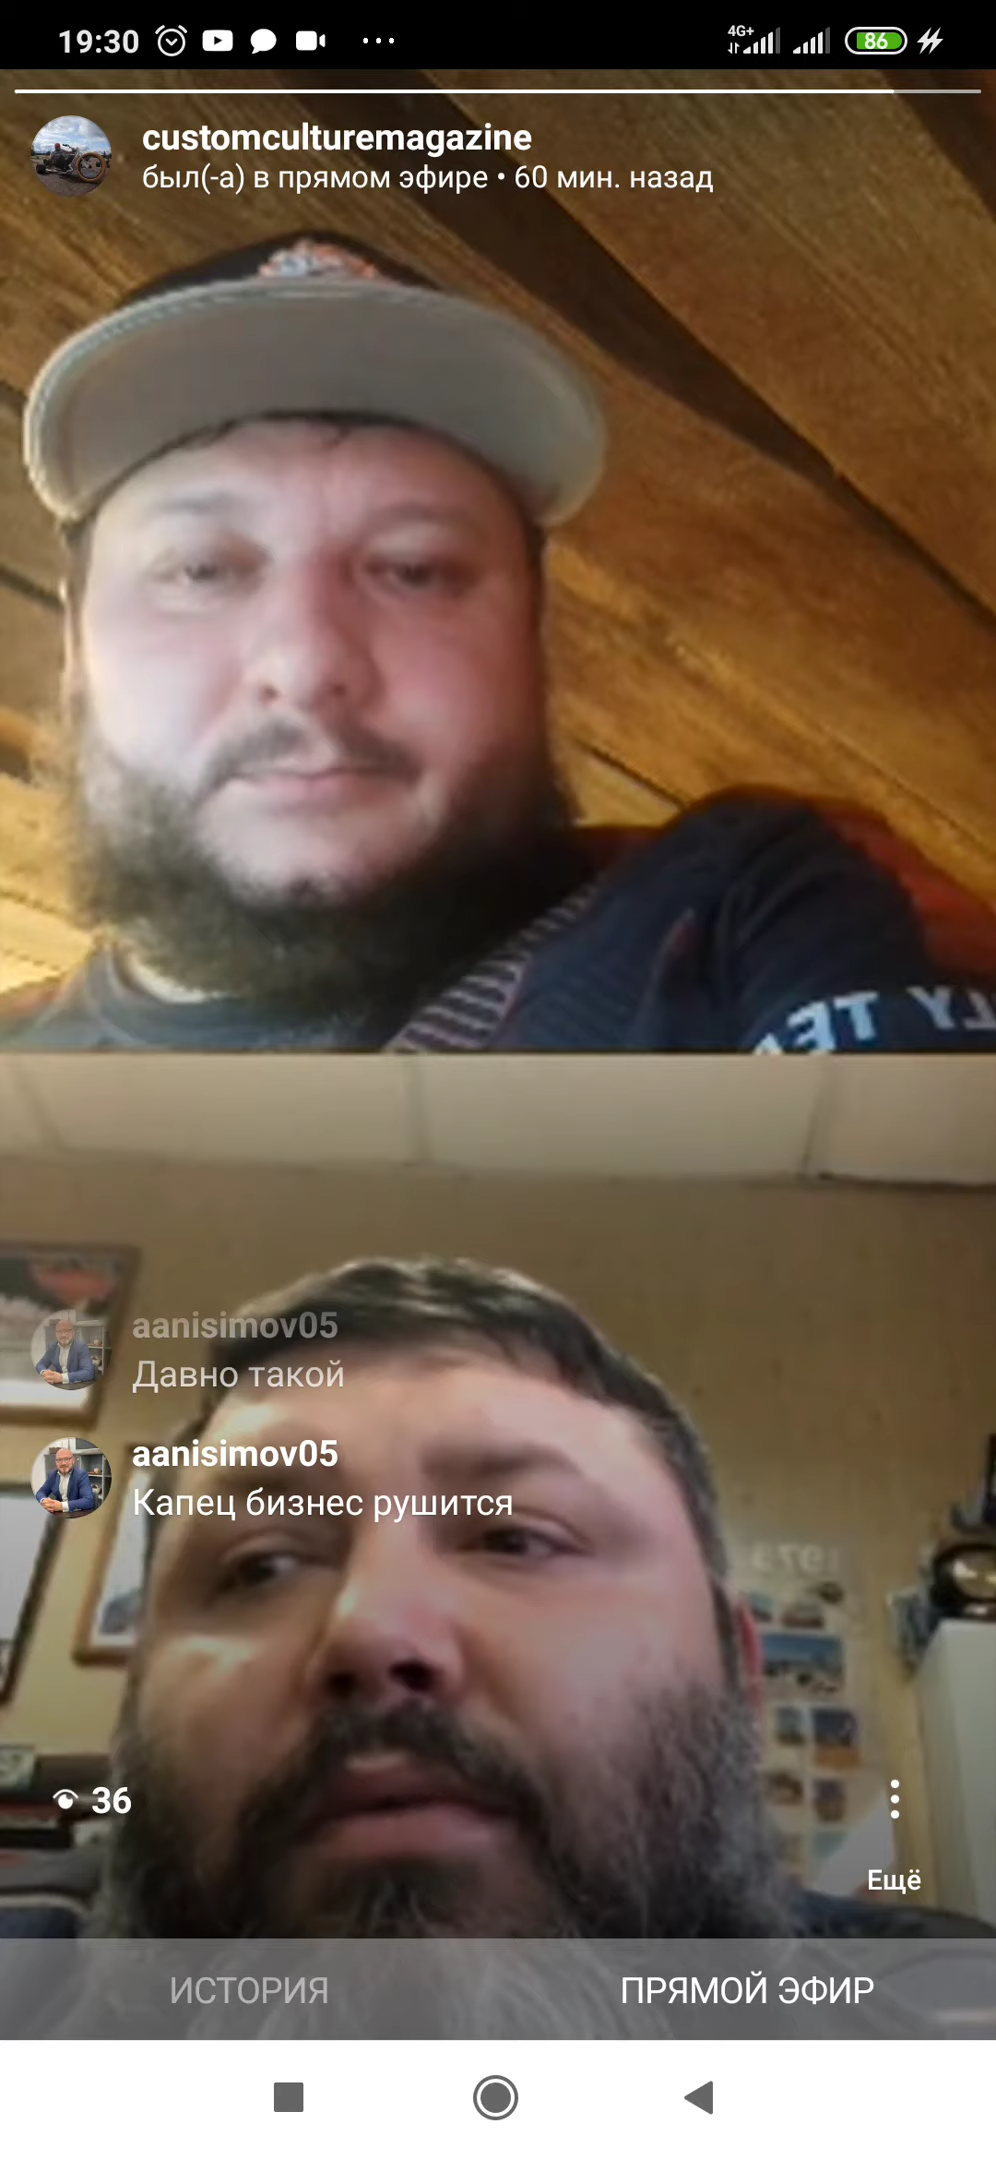 19:30
4G+
86
customculturemagazine
был(-а) в прямом эфире • 60 мин. назад
aanisimov05
Давно такой
aanisimov05
Капец бизнес рушится
36
Ещё
ИСТОРИЯ
ПРЯМОЙ ЭФИР